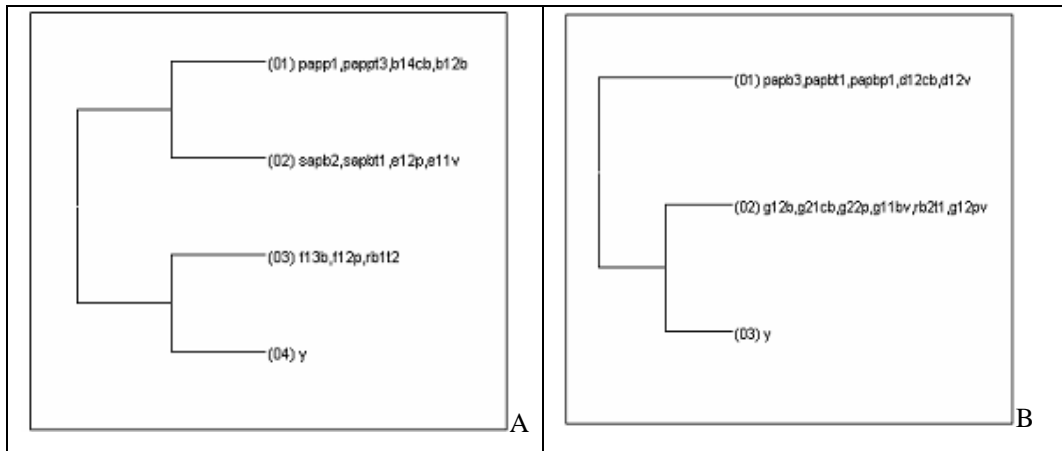 (01) papp1,pappt3,b14cb,b12b
(02) sapb2,sapbt1,e12p,e11v
(03) f13b,f12p,rb1t2
(04) y
A
(01) papb3,papbt1,papbp1,d12cb,d12v
(02) g12b,g21cb,g22p,g11bv,rb2t1,g12pv
(03) y
B